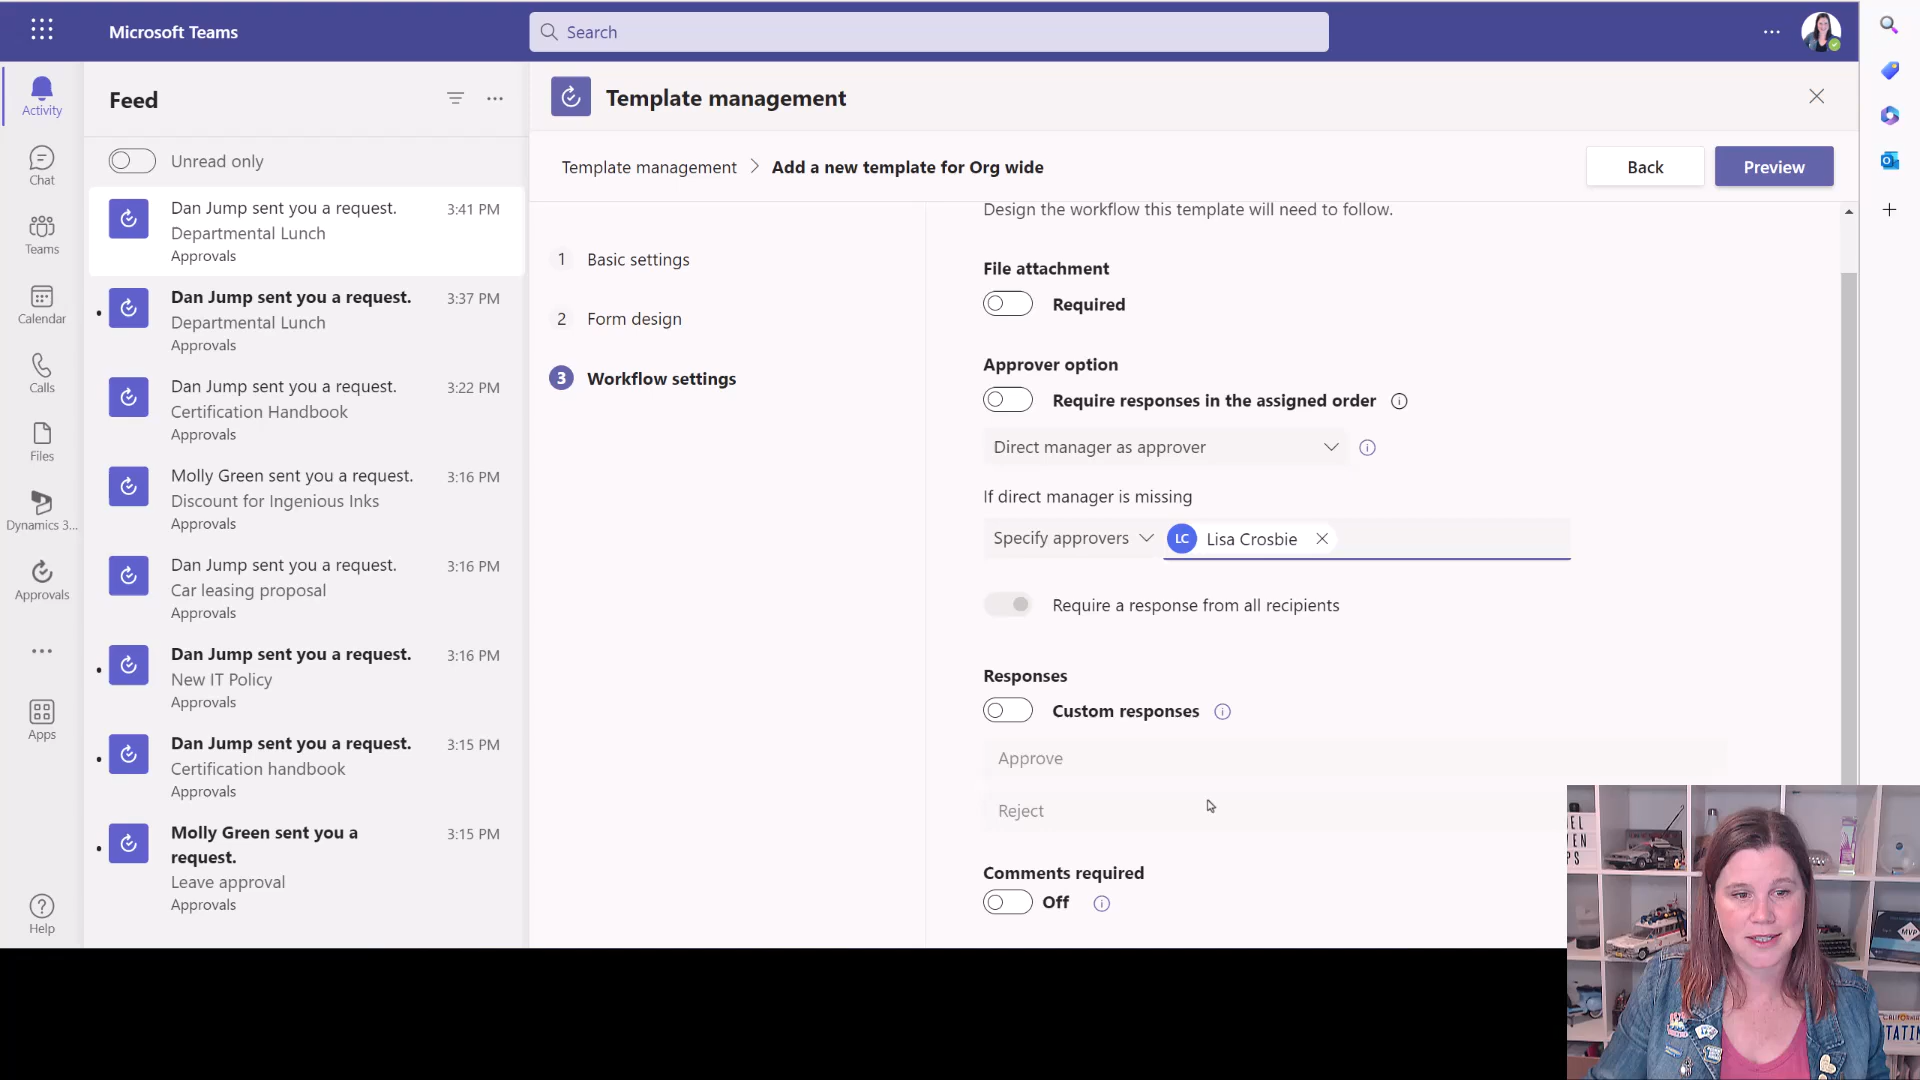 Microsoft Teams
Search
Activity
Chat
Teams
Calendar
Calls
Files
Dynamics 3...
Approvals
Apps
Help
Feed
Unread only
Dan Jump sent you a request. 3:41 PM
Departmental Lunch
Approvals
Dan Jump sent you a request. 3:37 PM
Departmental Lunch
Approvals
Dan Jump sent you a request. 3:22 PM
Certification Handbook
Approvals
Molly Green sent you a request. 3:16 PM
Discount for Ingenious Inks
Approvals
Dan Jump sent you a request. 3:16 PM
Car leasing proposal
Approvals
Dan Jump sent you a request. 3:16 PM
New IT Policy
Approvals
Dan Jump sent you a request. 3:15 PM
Certification handbook
Approvals
Molly Green sent you a 3:15 PM
request.
Leave approval
Approvals
Template management
Template management > Add a new template for Org wide
Back
Preview
1 Basic settings
2 Form design
3 Workflow settings
Design the workflow this template will need to follow.
File attachment
Required
Approver option
Require responses in the assigned order
Direct manager as approver
If direct manager is missing
Specify approvers LC Lisa Crosbie
Require a response from all recipients
Responses
Custom responses
Approve
Reject
Comments required
Off
MVP